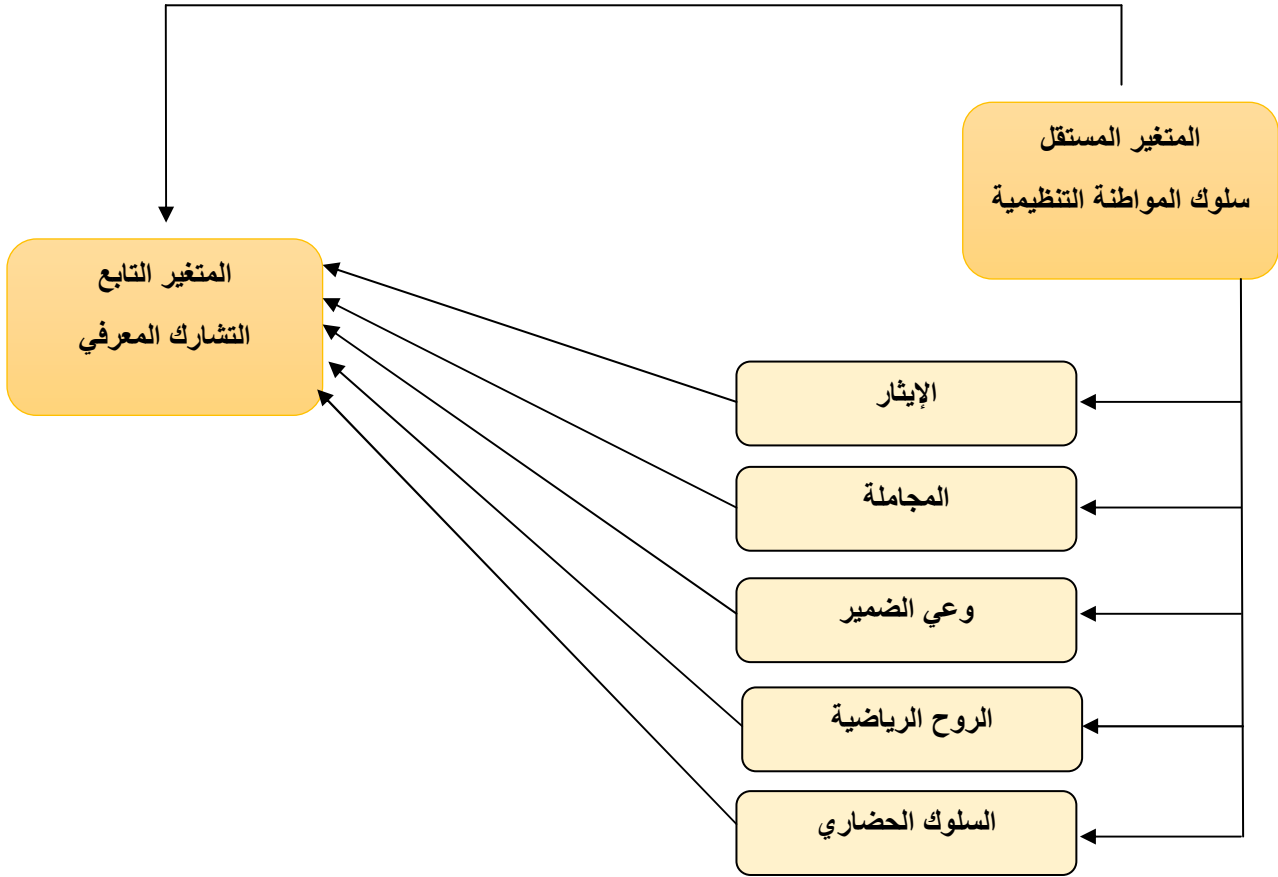 المتغير المستقل
سلوك المواطنة التنظيمية
المتغير التابع
التشارك المعرفي
الإيثار
المجاملة
وعي الضمير
الروح الرياضية
السلوك الحضاري